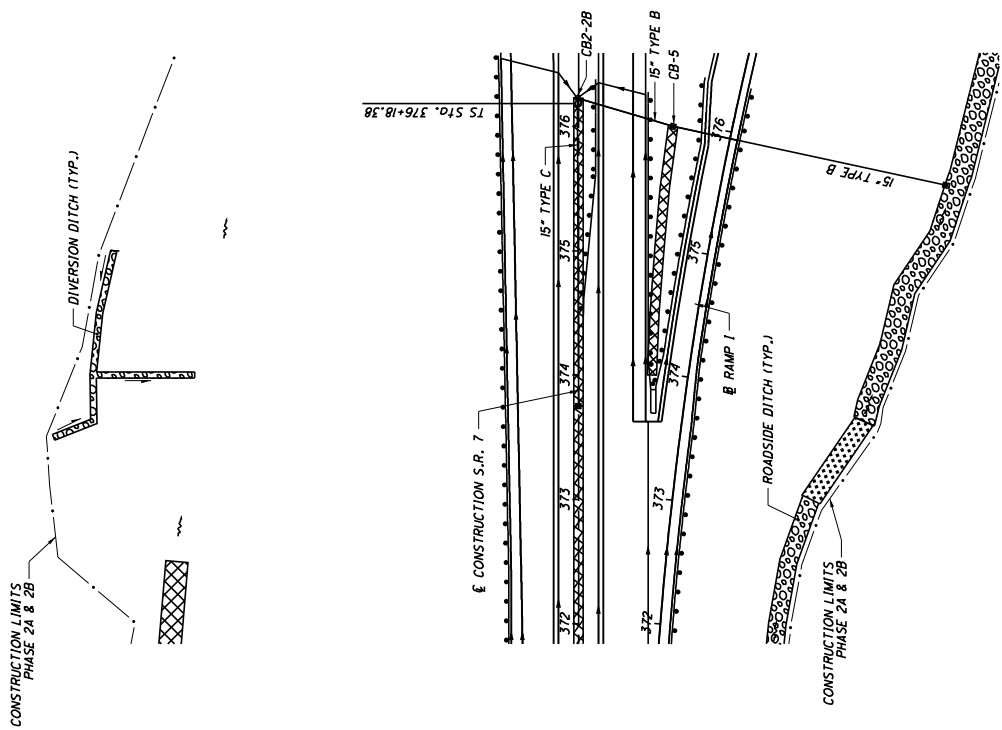 CONSTRUCTION LIMITS
PHASE 2A & 2B
DIVERSION DITCH (TYP.)
TS Sta. 376+18.38
℄ CONSTRUCTION S.R. 7
15" TYPE C
372
373
374
375
376
CB2-2B
15" TYPE B
CB-5
372
373
374
375
376
B RAMP 1
15" TYPE B
ROADSIDE DITCH (TYP.)
CONSTRUCTION LIMITS
PHASE 2A & 2B